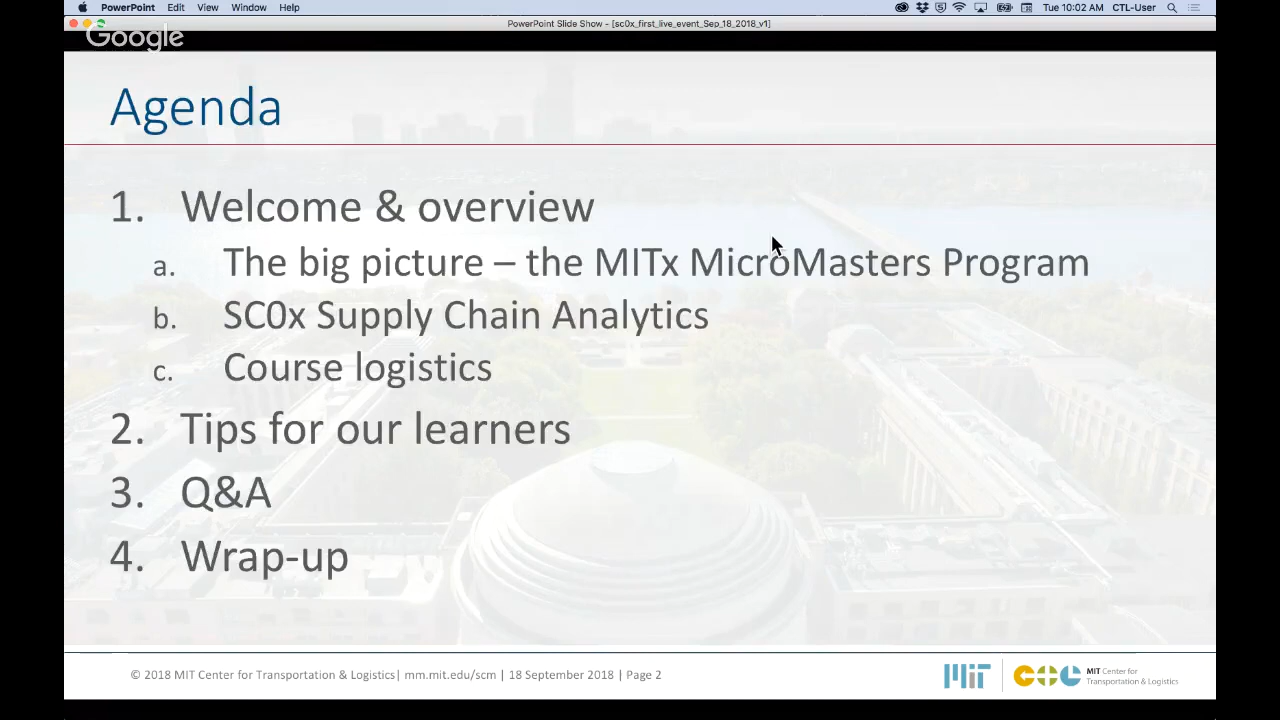 PowerPoint Edit View Window Help Tue 10:02 AM CTL-User
PowerPoint Slide Show - [sc0x_first_live_event_Sep_18_2018_v1]
Google
Agenda
1. Welcome & overview
a. The big picture – the MITx MicroMasters Program
b. SC0x Supply Chain Analytics
c. Course logistics
2. Tips for our learners
3. Q&A
4. Wrap-up
© 2018 MIT Center for Transportation & Logistics| mm.mit.edu/scm | 18 September 2018 | Page 2
MIT
CTL
MIT Center for
Transportation & Logistics